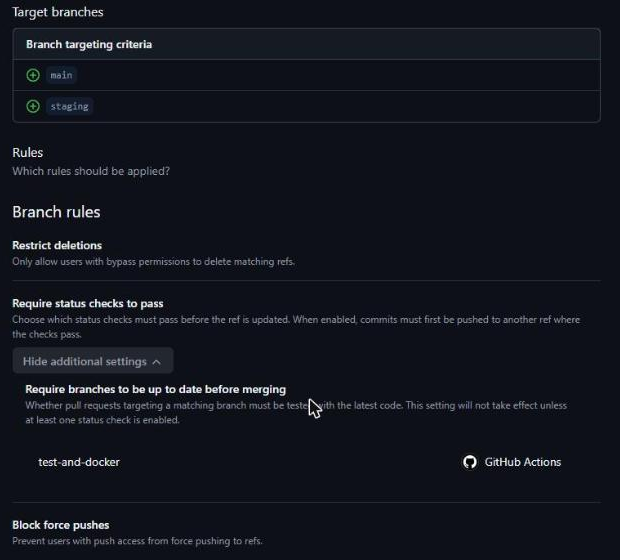 Target branches
Branch targeting criteria
main
staging
Rules
Which rules should be applied?
Branch rules
Restrict deletions
Only allow users with bypass permissions to delete matching refs.
Require status checks to pass
Choose which status checks must pass before the ref is updated. When enabled, commits must first be pushed to another ref where
the checks pass.
Hide additional settings
Require branches to be up to date before merging
Whether pull requests targeting a matching branch must be tested with the latest code. This setting will not take effect unless
at least one status check is enabled.
test-and-docker GitHub Actions
Block force pushes
Prevent users with push access from force pushing to refs.